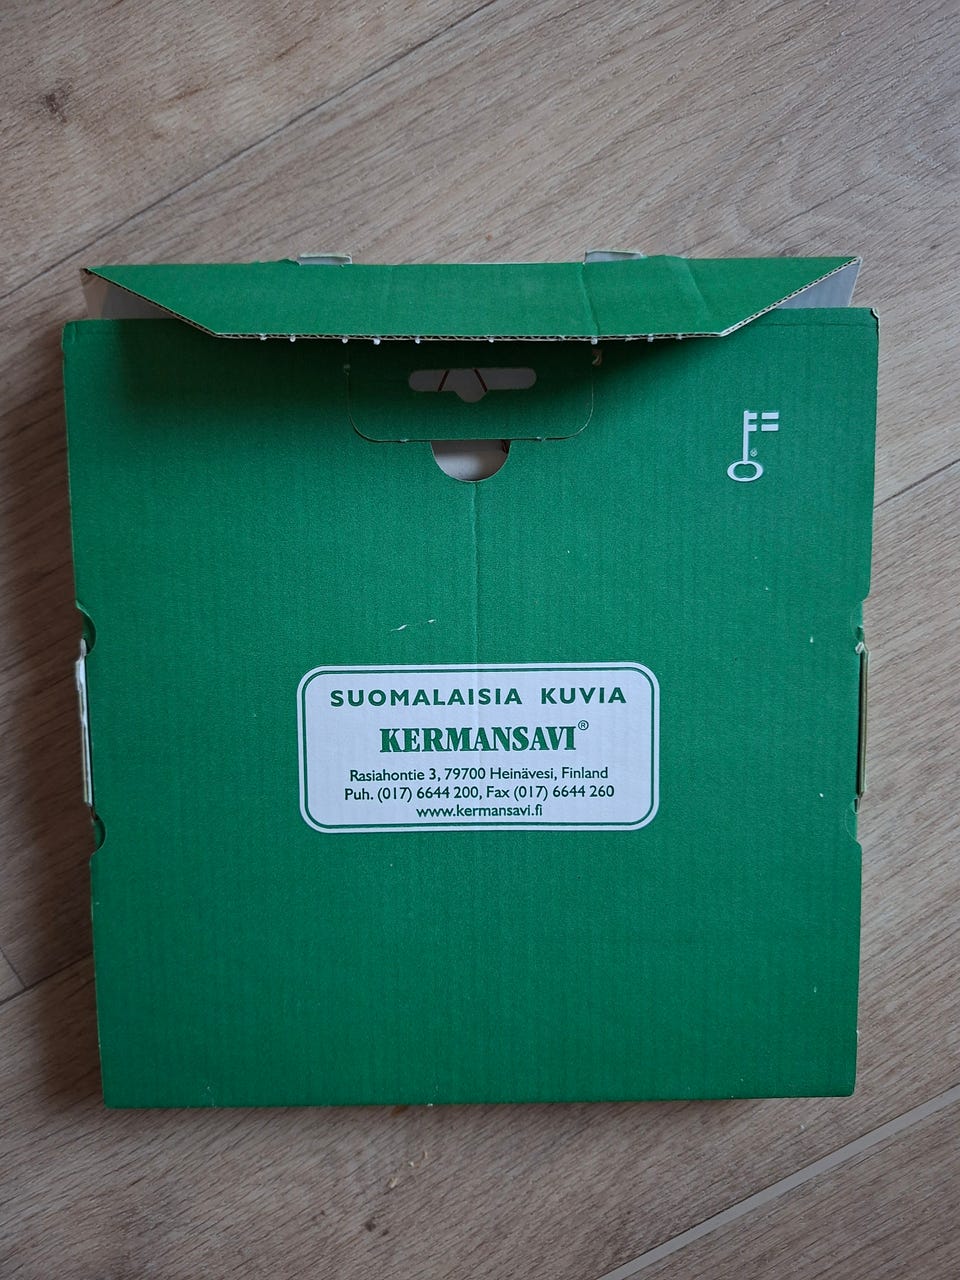 SUOMALAISIA KUVIA
KERMANSAVI®
Rasiahontie 3, 79700 Heinävesi, Finland
Puh. (017) 6644 200, Fax (017) 6644 260
www.kermansavi.fi
®